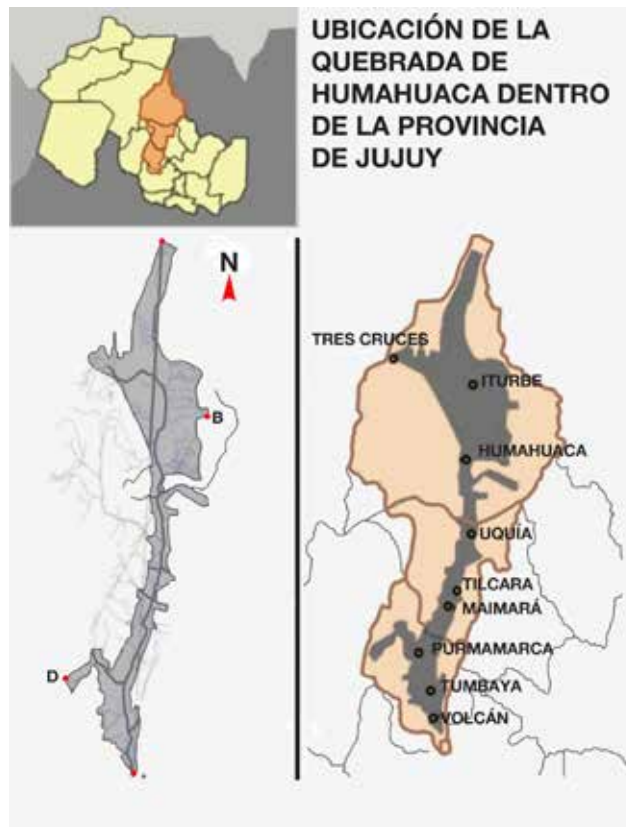 UBICACIÓN DE LA
QUEBRADA DE
HUMAHUACA DENTRO
DE LA PROVINCIA
DE JUJUY
N
B
D
TRES CRUCES
ITURBE
HUMAHUACA
UQUÍA
TILCARA
MAIMARÁ
PURMAMARCA
TUMBAYA
VOLCÁN